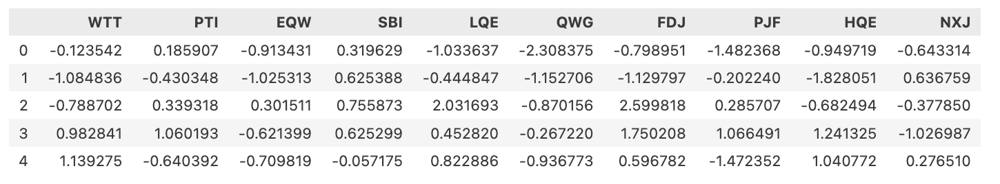 WTT PTI EQW SBI LQE QWG FDJ PJF HQE NXJ
0 -0.123542 0.185907 -0.913431 0.319629 -1.033637 -2.308375 -0.798951 -1.482368 -0.949719 -0.643314
1 -1.084836 -0.430348 -1.025313 0.625388 -0.444847 -1.152706 -1.129797 -0.202240 -1.828051 0.636759
2 -0.788702 0.339318 0.301511 0.755873 2.031693 -0.870156 2.599818 0.285707 -0.682494 -0.377850
3 0.982841 1.060193 -0.621399 0.625299 0.452820 -0.267220 1.750208 1.066491 1.241325 -1.026987
4 1.139275 -0.640392 -0.709819 -0.057175 0.822886 -0.936773 0.596782 -1.472352 1.040772 0.276510